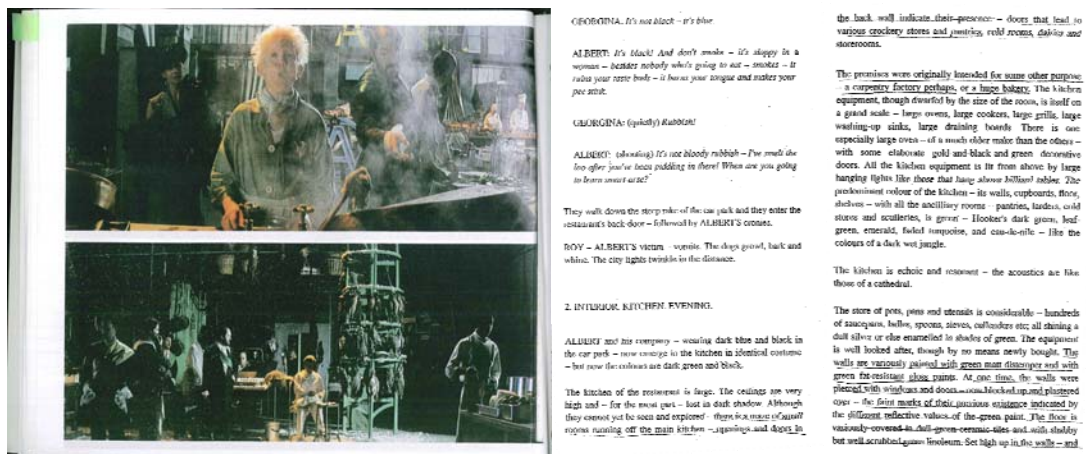 GEORGINA. It's not black – it's blue.
ALBERT: It's black! And don't smoke – it's sloppy in a
woman – besides nobody who's going to eat – smokes – it
ruins your taste buds – it burns your tongue and makes your
pee stink.
GEORGINA: (quietly) Rubbish!
ALBERT: (shouting) It's not bloody rubbish – I've smelt the
loo after you've been piddling in there! When are you going
to learn smart-arse?
They walk down the steep rake of the car park and they enter the
restaurant's back-door – followed by ALBERT'S cronies.
ROY – ALBERT'S victim – vomits. The dogs growl, bark and
whine. The city lights twinkle in the distance.
2. INTERIOR. KITCHEN. EVENING.
ALBERT and his company – wearing dark blue and black in
the car park – now emerge in the kitchen in identical costume
– but now the colours are dark green and black.
The kitchen of the restaurant is large. The ceilings are very
high and – for the most part – lost in dark shadow. Although
they cannot yet be seen and explored – there is a maze of small
rooms running off the main kitchen – openings and doors in
the back wall indicate their presence – doors that lead to
various crockery stores and pantries, cold rooms, dairies and
storerooms.
The premises were originally intended for some other purpose
– a carpentry factory perhaps, or a huge bakery. The kitchen
equipment, though dwarfed by the size of the room, is itself on
a grand scale – large ovens, large cookers, large grills, large
washing-up sinks, large draining boards There is one
especially large oven – of a much older make than the others –
with some elaborate gold and black and green decorative
doors. All the kitchen equipment is lit from above by large
hanging lights like those that hang above billiard tables. The
predominant colour of the kitchen – its walls, cupboards, floor,
shelves – with all the ancilliary rooms – pantries, larders, cold
stores and sculleries, is green – Hooker's dark green, leaf-
green, emerald, faded turquoise, and eau-de-nile – like the
colours of a dark wet jungle.
The kitchen is echoic and resonant – the acoustics are like
those of a cathedral.
The store of pots, pans and utensils is considerable – hundreds
of saucepans, ladles, spoons, sieves, cullenders etc; all shining a
dull silver or else enamelled in shades of green. The equipment
is well looked after, though by no means newly bought. The
walls are variously painted with green matt distemper and with
green fat-resistant gloss paints. At one time, the walls were
pierced with windows and doors – now blocked up and plastered
over – the faint marks of their previous existence indicated by
the different reflective values of the green paint. The floor is
variously covered in dull green ceramic tiles and with shabby
but well scrubbed green linoleum. Set high up in the walls – and